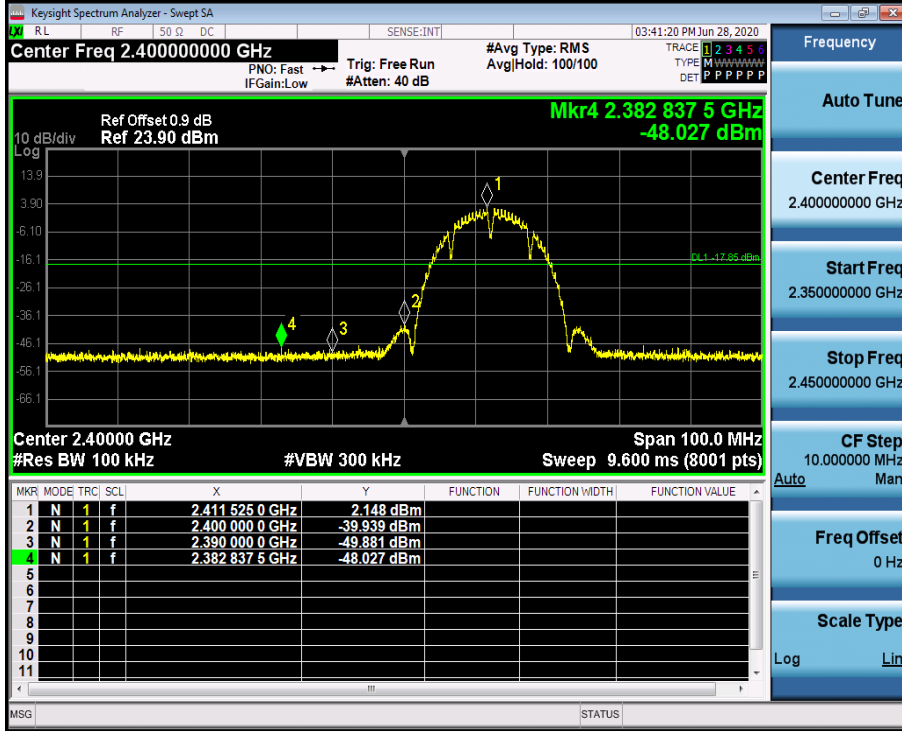 Keysight Spectrum Analyzer - Swept SA
LXI RL RF 50 Ω DC SENSE:INT 03:41:20 PM Jun 28, 2020
Center Freq 2.400000000 GHz
PNO: Fast
IFGain:Low
Trig: Free Run
#Atten: 40 dB
#Avg Type: RMS
Avg|Hold: 100/100
TRACE 1 2 3 4 5 6
TYPE M WWWWW
DET P P P P P P
Mkr4 2.382 837 5 GHz
-48.027 dBm
Ref Offset 0.9 dB
10 dB/div Ref 23.90 dBm
Log
13.9
3.90
-6.10
-16.1
-26.1
-36.1
-46.1
-56.1
-66.1
1
2
3
4
DL1 -17.85 dBm
Center 2.40000 GHz Span 100.0 MHz
#Res BW 100 kHz #VBW 300 kHz Sweep 9.600 ms (8001 pts)
MKR MODE TRC SCL X Y FUNCTION FUNCTION WIDTH FUNCTION VALUE
1 N 1 f 2.411 525 0 GHz 2.148 dBm
2 N 1 f 2.400 000 0 GHz -39.939 dBm
3 N 1 f 2.390 000 0 GHz -49.881 dBm
4 N 1 f 2.382 837 5 GHz -48.027 dBm
5
6
7
8
9
10
11
MSG STATUS
Frequency
Auto Tune
Center Freq
2.400000000 GHz
Start Freq
2.350000000 GHz
Stop Freq
2.450000000 GHz
CF Step
10.000000 MHz
Auto Man
Freq Offset
0 Hz
Scale Type
Log Lin